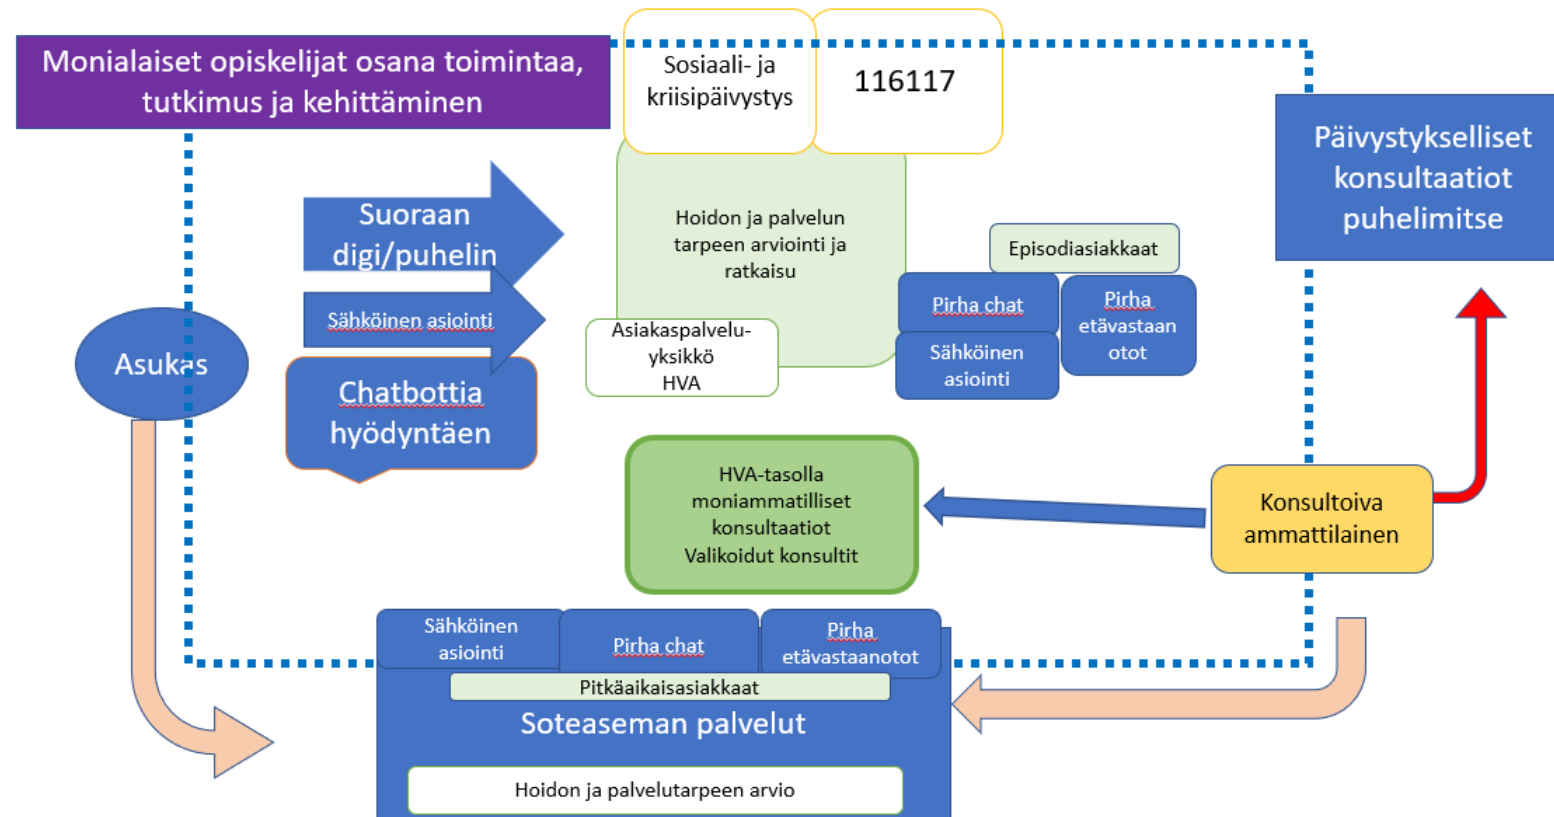 Monialaiset opiskelijat osana toimintaa,
tutkimus ja kehittäminen
Sosiaali- ja
kriisipäivystys
116117
Päivystykselliset
konsultaatiot
puhelimitse
Suoraan
digi/puhelin
Hoidon ja palvelun
tarpeen arviointi ja
ratkaisu
Episodiasiakkaat
Sähköinen asiointi
Pirha chat
Pirha
etävastaan
otot
Asiakaspalvelu-
yksikkö
HVA
Sähköinen
asiointi
Asukas
Chatbottia
hyödyntäen
HVA-tasolla
moniammatilliset
konsultaatiot
Valikoidut konsultit
Konsultoiva
ammattilainen
Sähköinen
asiointi
Pirha chat
Pirha
etävastaanotot
Pitkäaikaisasiakkaat
Soteaseman palvelut
Hoidon ja palvelutarpeen arvio